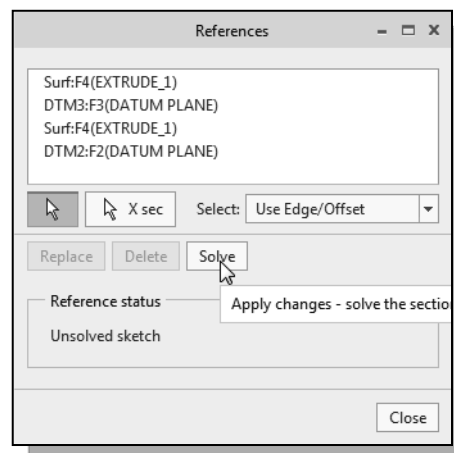 References
Surf:F4(EXTRUDE_1)
DTM3:F3(DATUM PLANE)
Surf:F4(EXTRUDE_1)
DTM2:F2(DATUM PLANE)
X sec Select: Use Edge/Offset
Replace Delete Solve
Reference status Apply changes - solve the sectio
Unsolved sketch
Close